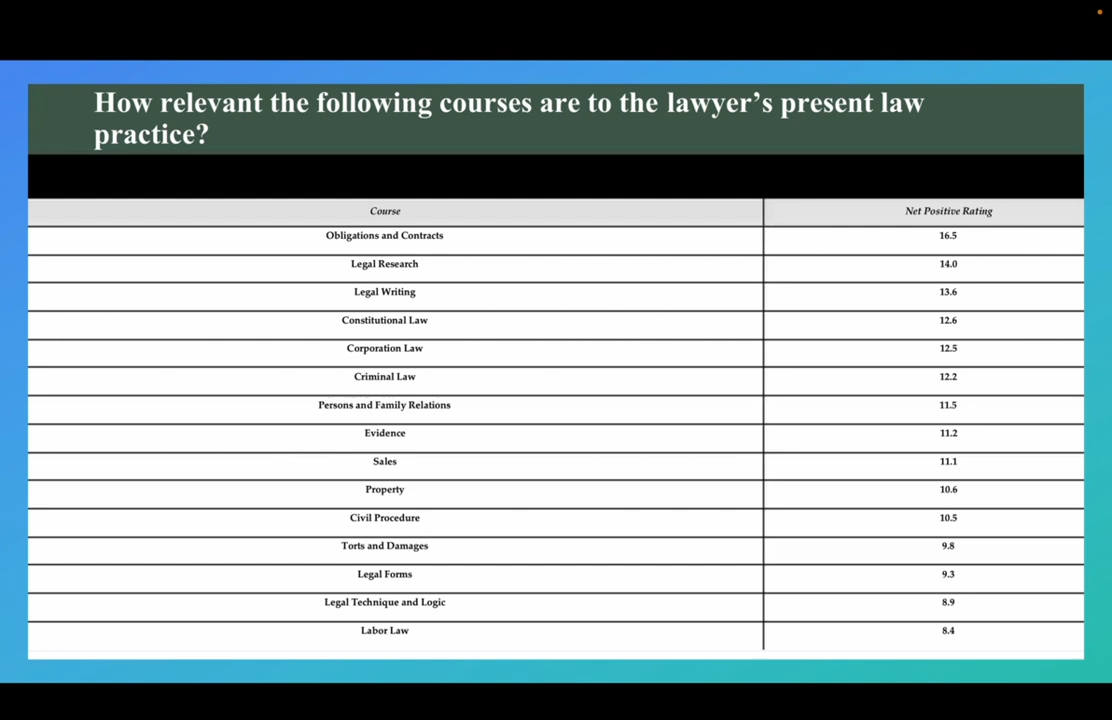 How relevant the following courses are to the lawyer’s present law
practice?
Course Net Positive Rating
Obligations and Contracts 16.5
Legal Research 14.0
Legal Writing 13.6
Constitutional Law 12.6
Corporation Law 12.5
Criminal Law 12.2
Persons and Family Relations 11.5
Evidence 11.2
Sales 11.1
Property 10.6
Civil Procedure 10.5
Torts and Damages 9.8
Legal Forms 9.3
Legal Technique and Logic 8.9
Labor Law 8.4